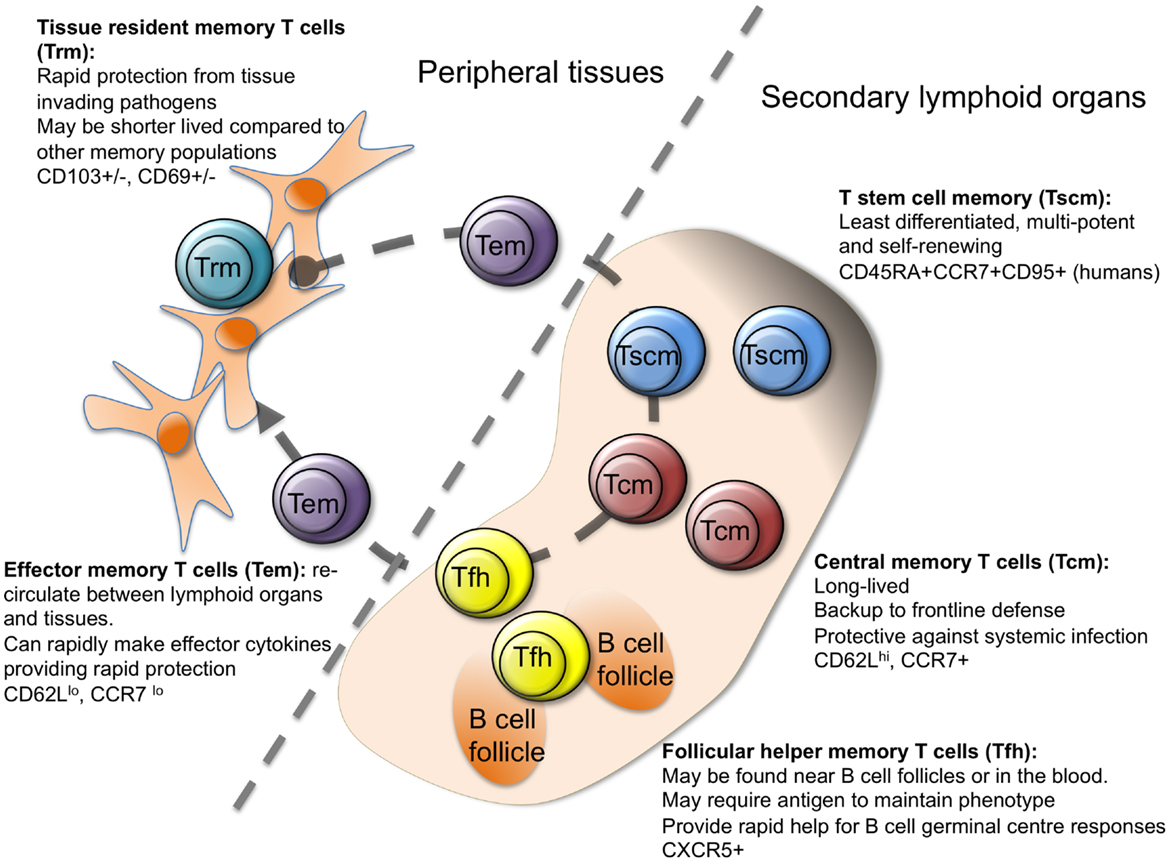 Tissue resident memory T cells
(Trm):
Rapid protection from tissue
invading pathogens
May be shorter lived compared to
other memory populations
CD103+/-, CD69+/-
Peripheral tissues
Secondary lymphoid organs
T stem cell memory (Tscm):
Least differentiated, multi-potent
and self-renewing
CD45RA+CCR7+CD95+ (humans)
Trm
Tem
Tscm
Tscm
Tem
Tcm
Tcm
Tfh
Tfh
B cell
follicle
B cell
follicle
Effector memory T cells (Tem): re-
circulate between lymphoid organs
and tissues.
Can rapidly make effector cytokines
providing rapid protection
CD62Lˡᵒ, CCR7 ˡᵒ
Central memory T cells (Tcm):
Long-lived
Backup to frontline defense
Protective against systemic infection
CD62Lʰⁱ, CCR7+
Follicular helper memory T cells (Tfh):
May be found near B cell follicles or in the blood.
May require antigen to maintain phenotype
Provide rapid help for B cell germinal centre responses
CXCR5+